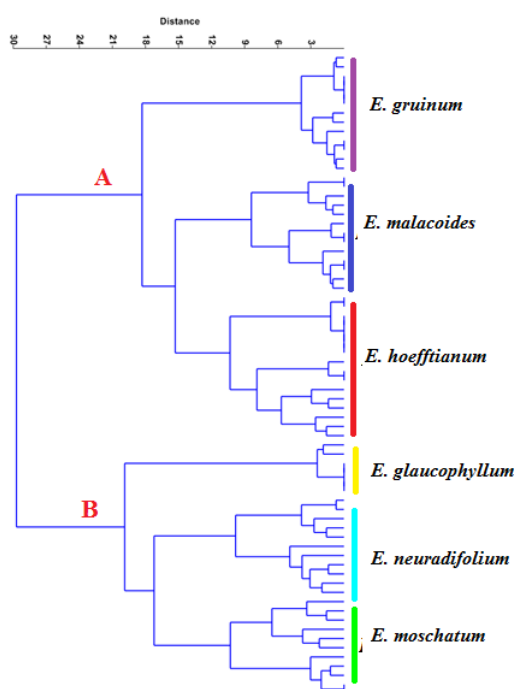 Distance
30 27 24 21 18 15 12 9 6 3
E. gruinum
A
E. malacoides
E. hoefftianum
E. glaucophyllum
B
E. neuradifolium
E. moschatum